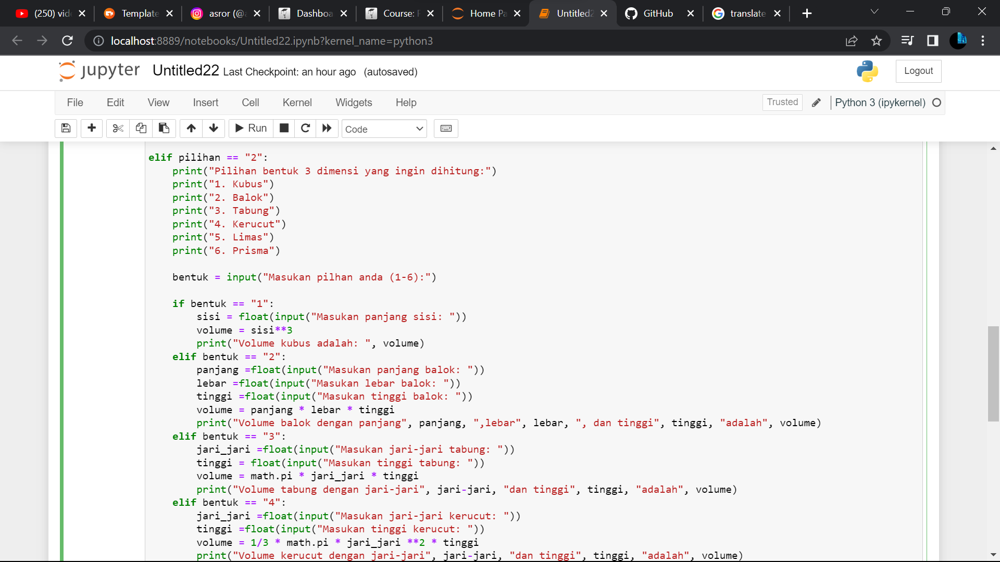 (250) vid
Template
asror (@a
Dashboa
Course: P
Home Pa
Untitled2
GitHub
translate
localhost:8889/notebooks/Untitled22.ipynb?kernel_name=python3
jupyter Untitled22 Last Checkpoint: an hour ago (autosaved)
Logout
File Edit View Insert Cell Kernel Widgets Help
Trusted
Python 3 (ipykernel)
Run
Code
elif pilihan == "2":
    print("Pilihan bentuk 3 dimensi yang ingin dihitung:")
    print("1. Kubus")
    print("2. Balok")
    print("3. Tabung")
    print("4. Kerucut")
    print("5. Limas")
    print("6. Prisma")
    bentuk = input("Masukan pilhan anda (1-6):")
    if bentuk == "1":
        sisi = float(input("Masukan panjang sisi: "))
        volume = sisi**3
        print("Volume kubus adalah: ", volume)
    elif bentuk == "2":
        panjang =float(input("Masukan panjang balok: "))
        lebar =float(input("Masukan lebar balok: "))
        tinggi =float(input("Masukan tinggi balok: "))
        volume = panjang * lebar * tinggi
        print("Volume balok dengan panjang", panjang, ",lebar", lebar, ", dan tinggi", tinggi, "adalah", volume)
    elif bentuk == "3":
        jari_jari =float(input("Masukan jari-jari tabung: "))
        tinggi = float(input("Masukan tinggi tabung: "))
        volume = math.pi * jari_jari * tinggi
        print("Volume tabung dengan jari-jari", jari-jari, "dan tinggi", tinggi, "adalah", volume)
    elif bentuk == "4":
        jari_jari =float(input("Masukan jari-jari kerucut: "))
        tinggi =float(input("Masukan tinggi kerucut: "))
        volume = 1/3 * math.pi * jari_jari **2 * tinggi
        print("Volume kerucut dengan jari-jari", jari-jari, "dan tinggi", tinggi, "adalah", volume)